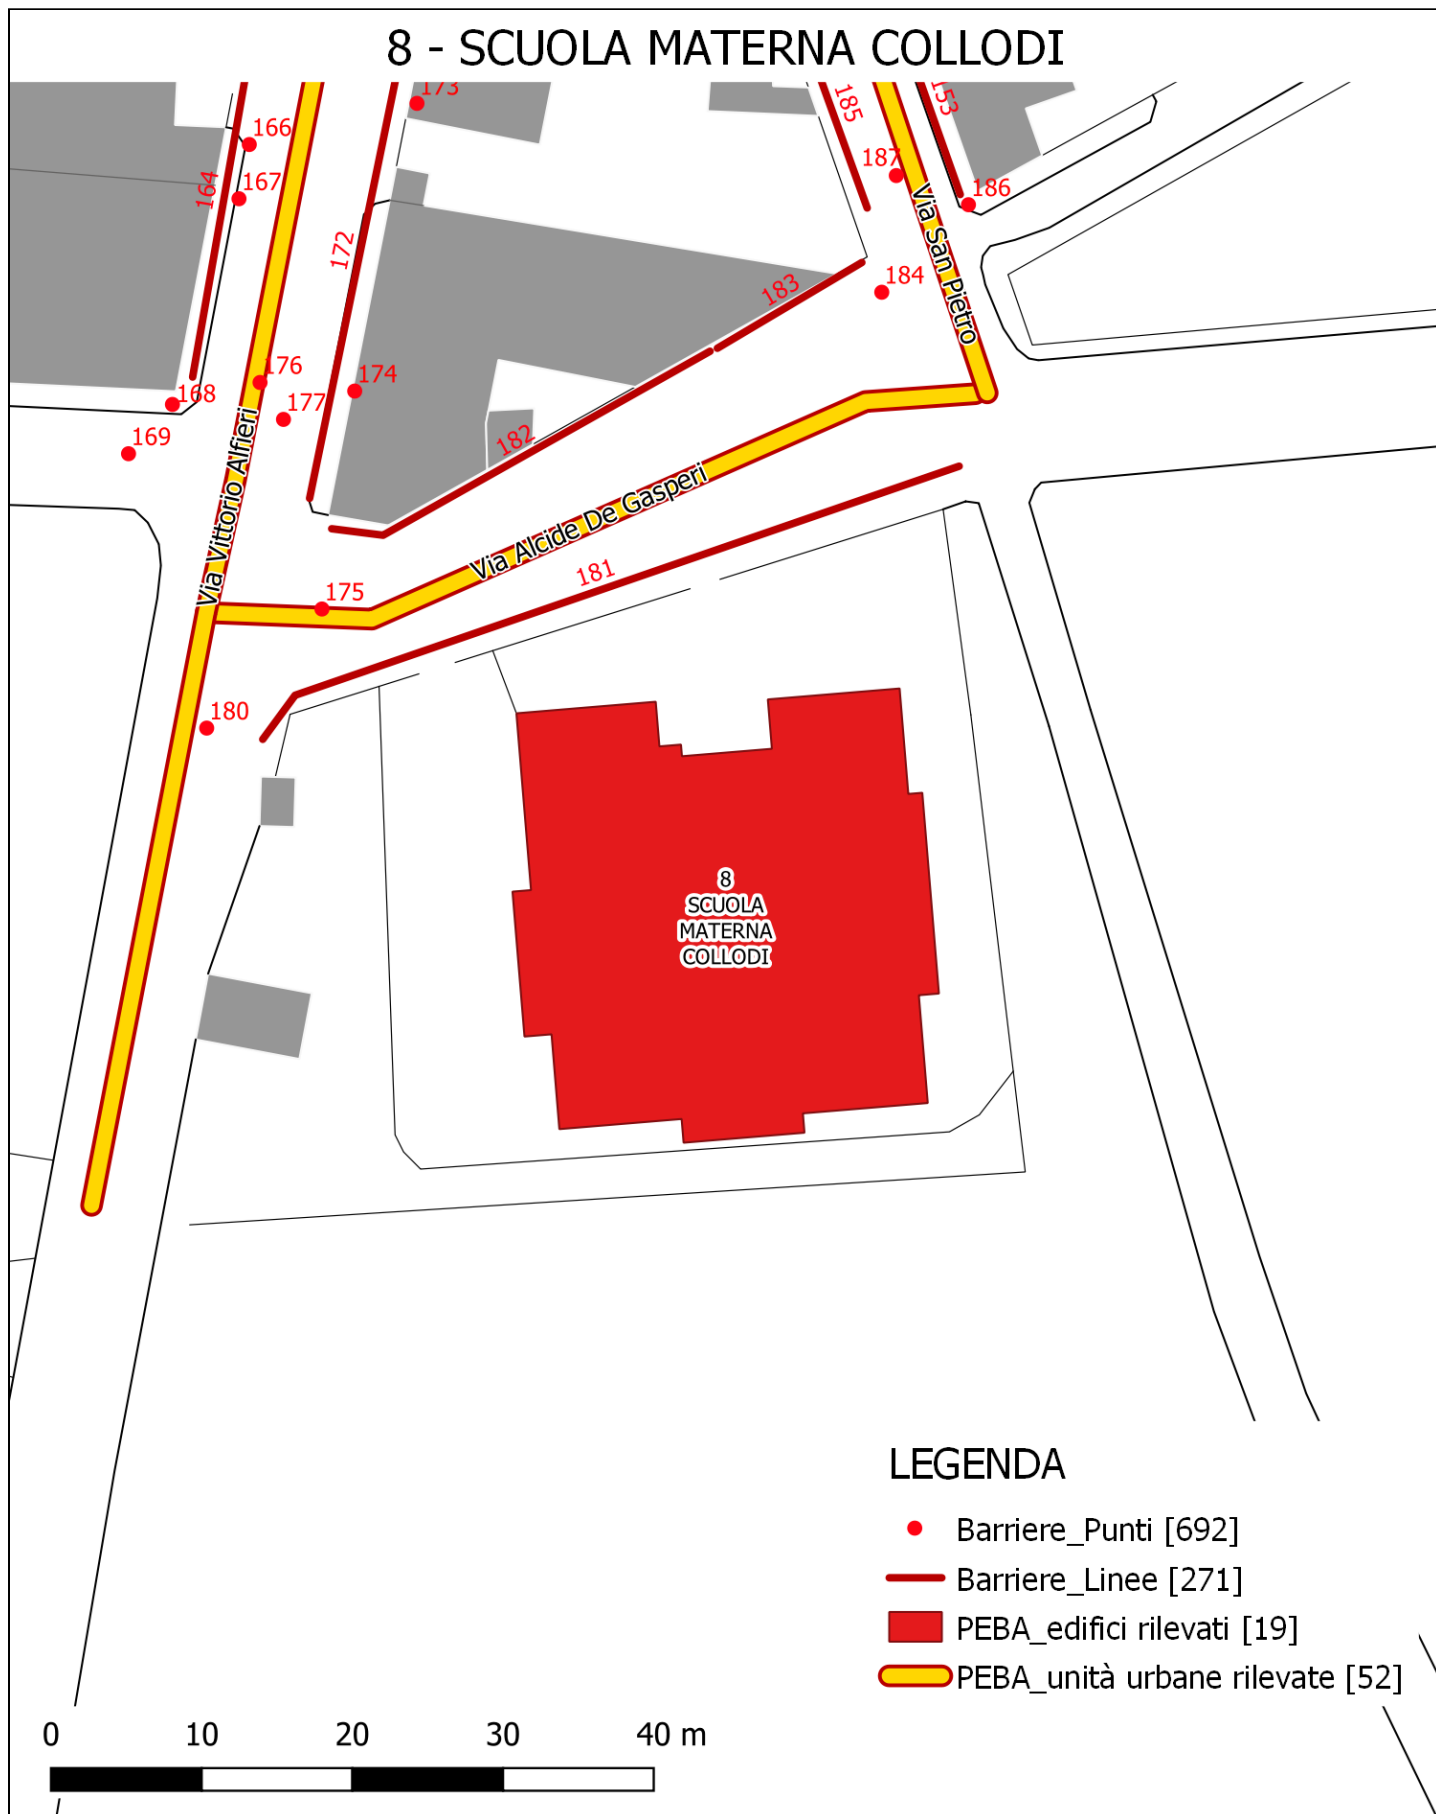 8 - SCUOLA MATERNA COLLODI
173
185
153
166
187
164
167
186
172
184
183
Via San Pietro
176
174
168
177
169
182
Via Vittorio Alfieri
Via Alcide De Gasperi
181
175
180
8
SCUOLA
MATERNA
COLLODI
LEGENDA
Barriere_Punti [692]
Barriere_Linee [271]
PEBA_edifici rilevati [19]
PEBA_unità urbane rilevate [52]
0 10 20 30 40 m